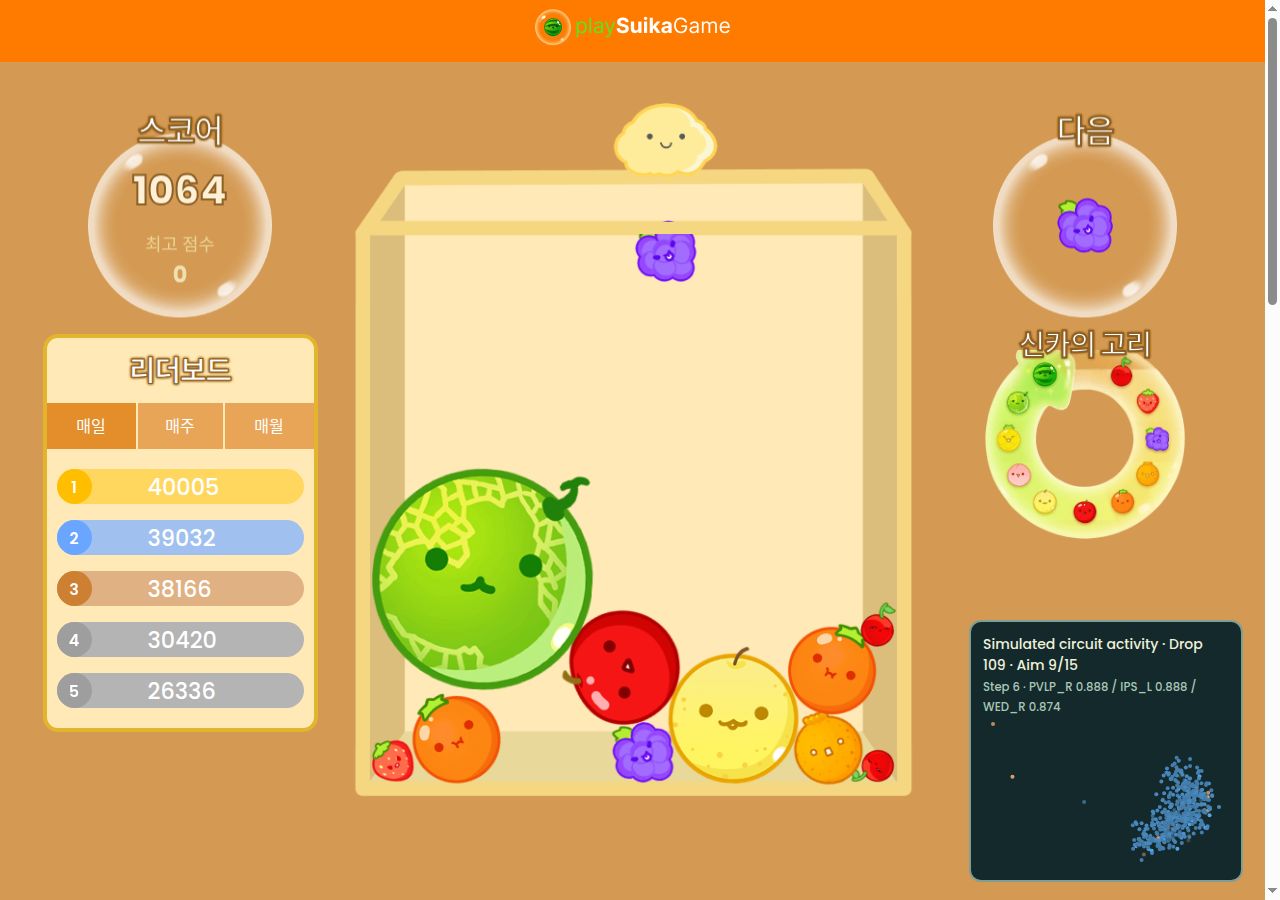 playSuikaGame
스코어
1064
최고 점수
0
다음
신카의 고리
리더보드
매일 매주 매월
1 40005
2 39032
3 38166
4 30420
5 26336
Simulated circuit activity · Drop
109 · Aim 9/15
Step 6 · PVLP_R 0.888 / IPS_L 0.888 /
WED_R 0.874